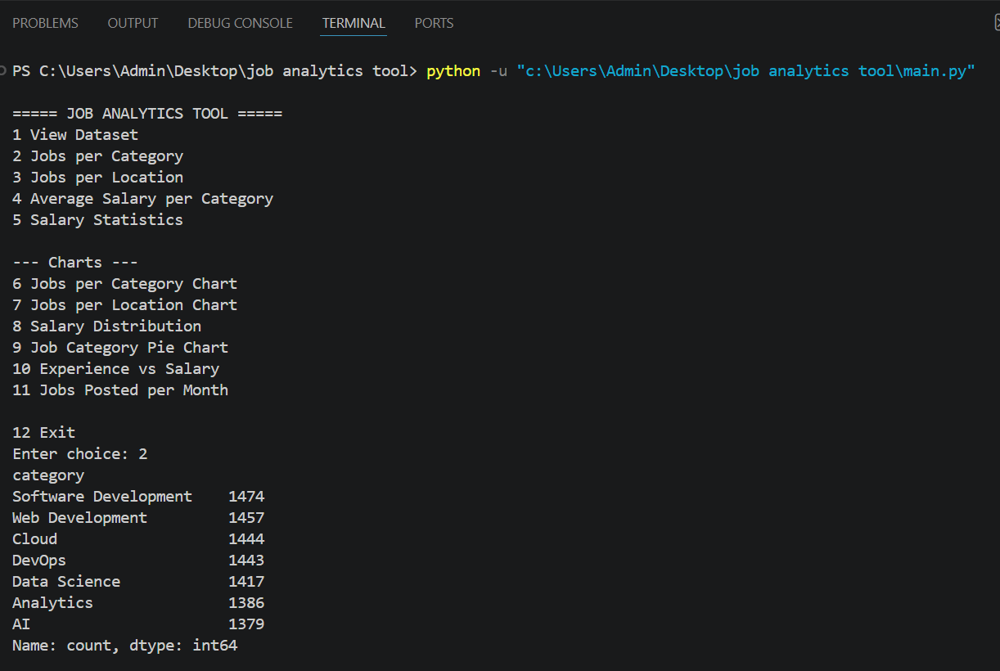 PROBLEMS OUTPUT DEBUG CONSOLE TERMINAL PORTS
PS C:\Users\Admin\Desktop\job analytics tool> python -u "c:\Users\Admin\Desktop\job analytics tool\main.py"
===== JOB ANALYTICS TOOL =====
1 View Dataset
2 Jobs per Category
3 Jobs per Location
4 Average Salary per Category
5 Salary Statistics
--- Charts ---
6 Jobs per Category Chart
7 Jobs per Location Chart
8 Salary Distribution
9 Job Category Pie Chart
10 Experience vs Salary
11 Jobs Posted per Month
12 Exit
Enter choice: 2
category
Software Development    1474
Web Development         1457
Cloud                   1444
DevOps                  1443
Data Science            1417
Analytics               1386
AI                      1379
Name: count, dtype: int64